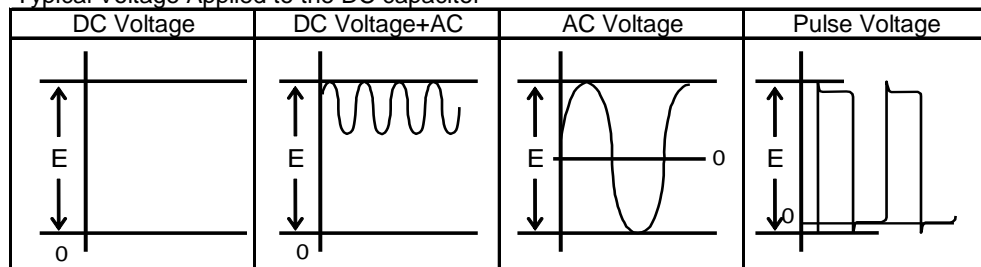 Typical Voltage Applied to the DC capacitor
DC Voltage DC Voltage+AC AC Voltage Pulse Voltage
E E E 0 E
0 0 0